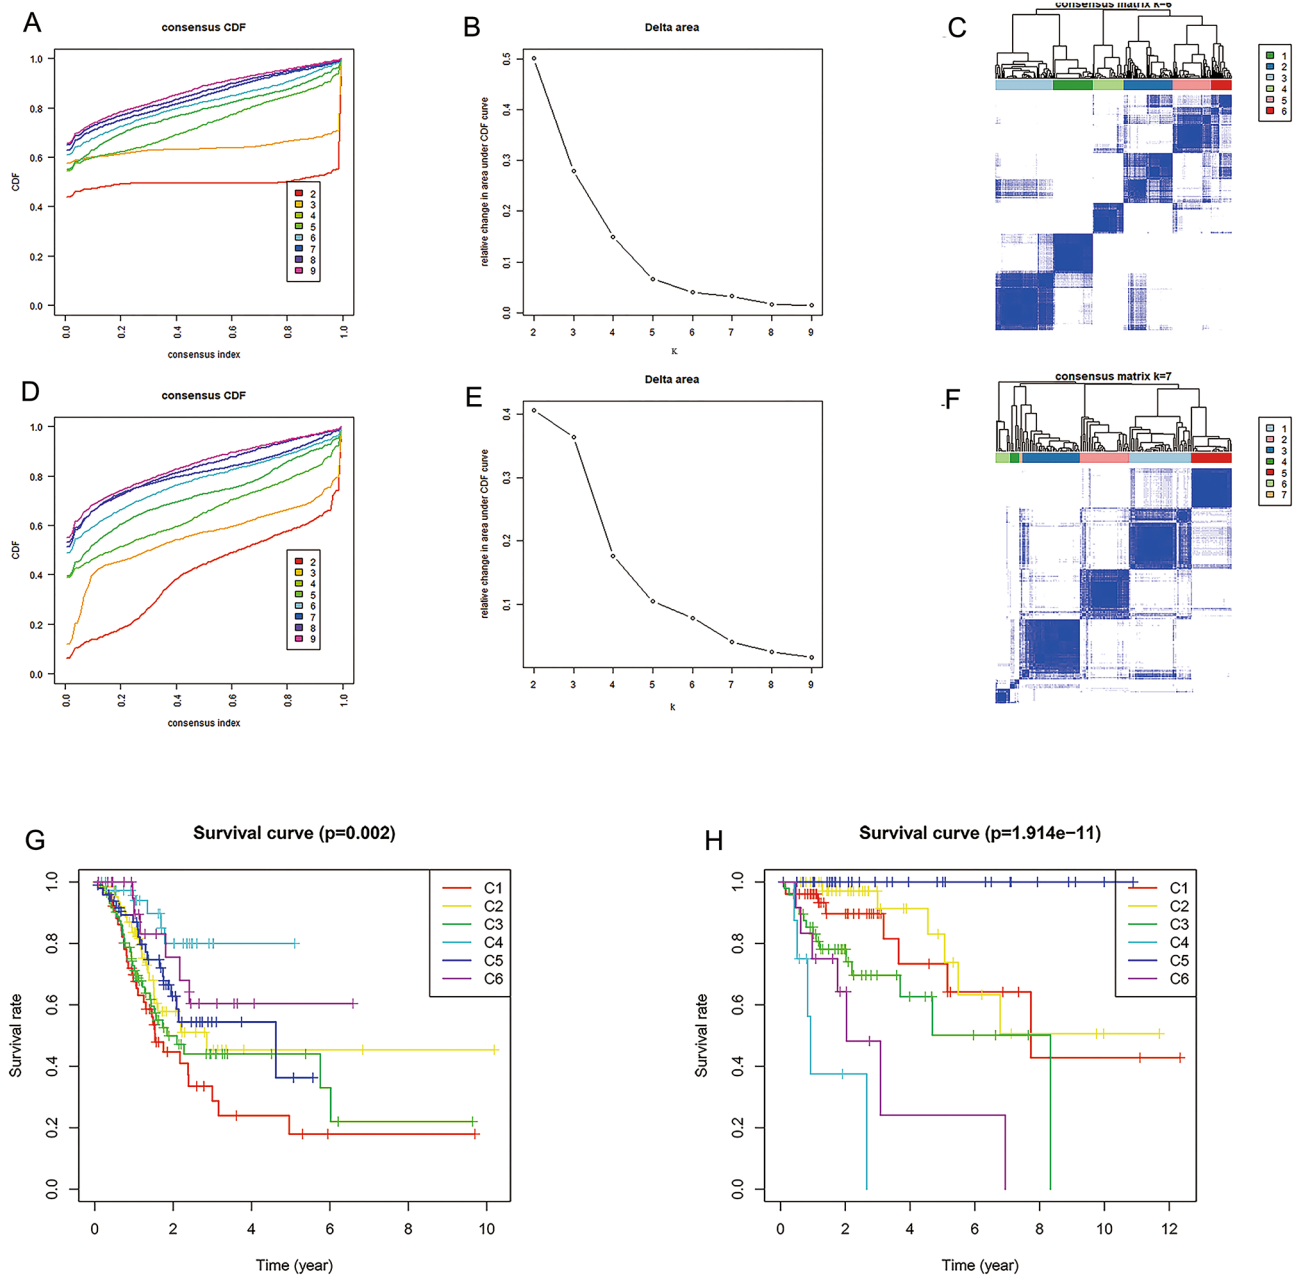 A
consensus CDF
CDF
1.0
0.8
0.6
0.4
0.2
0.0
0.0
0.2
0.4
0.6
0.8
1.0
consensus index
2
3
4
5
6
7
8
9
B
Delta area
relative change in area under CDF curve
0.5
0.4
0.3
0.2
0.1
0.0
2
3
4
5
6
7
8
9
K
C
consensus matrix k=6
1
2
3
4
5
6
D
consensus CDF
CDF
1.0
0.8
0.6
0.4
0.2
0.0
0.0
0.2
0.4
0.6
0.8
1.0
consensus index
2
3
4
5
6
7
8
9
E
Delta area
relative change in area under CDF curve
0.4
0.3
0.2
0.1
2
3
4
5
6
7
8
9
k
F
consensus matrix k=7
1
2
3
4
5
6
7
G
Survival curve (p=0.002)
Survival rate
1.0
0.8
0.6
0.4
0.2
0.0
0
2
4
6
8
10
Time (year)
C1
C2
C3
C4
C5
C6
H
Survival curve (p=1.914e−11)
Survival rate
1.0
0.8
0.6
0.4
0.2
0.0
0
2
4
6
8
10
12
Time (year)
C1
C2
C3
C4
C5
C6